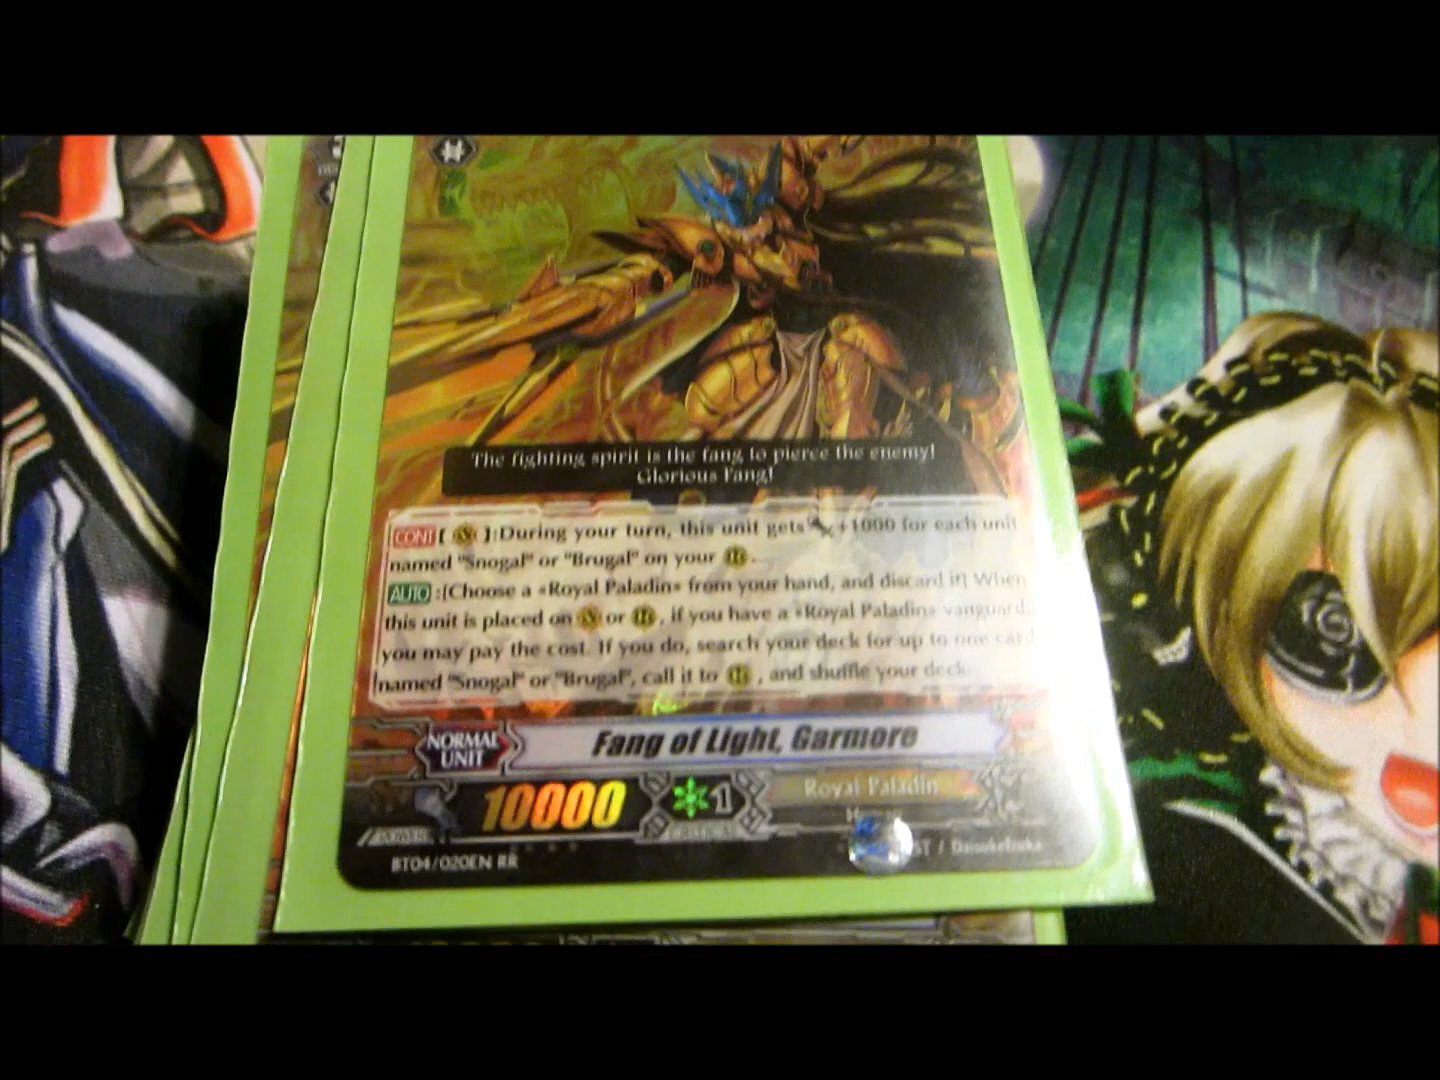 The fighting spirit is the fang to pierce the enemy!
Glorious Fang!
CONT [ ]:During your turn, this unit gets +1000 for each unit
named "Snogal" or "Brugal" on your .
AUTO :[Choose a «Royal Paladin» from your hand, and discard it] When
this unit is placed on or , if you have a «Royal Paladin» vanguard,
you may pay the cost. If you do, search your deck for up to one card
named "Snogal" or "Brugal", call it to , and shuffle your deck.
NORMAL
UNIT
Fang of Light, Garmore
POWER
10000
1
CRITICAL
Royal Paladin
BT04/020EN RR